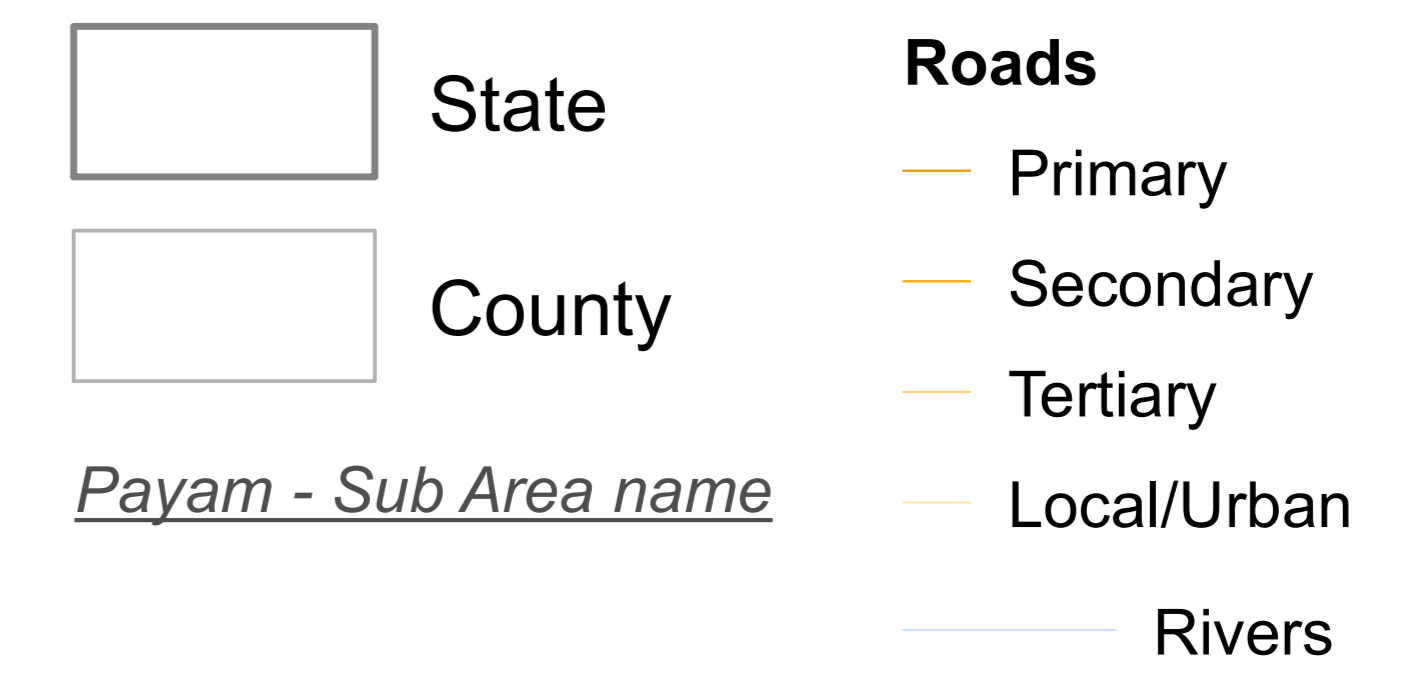 State
County
Payam - Sub Area name
Roads
Primary
Secondary
Tertiary
Local/Urban
Rivers